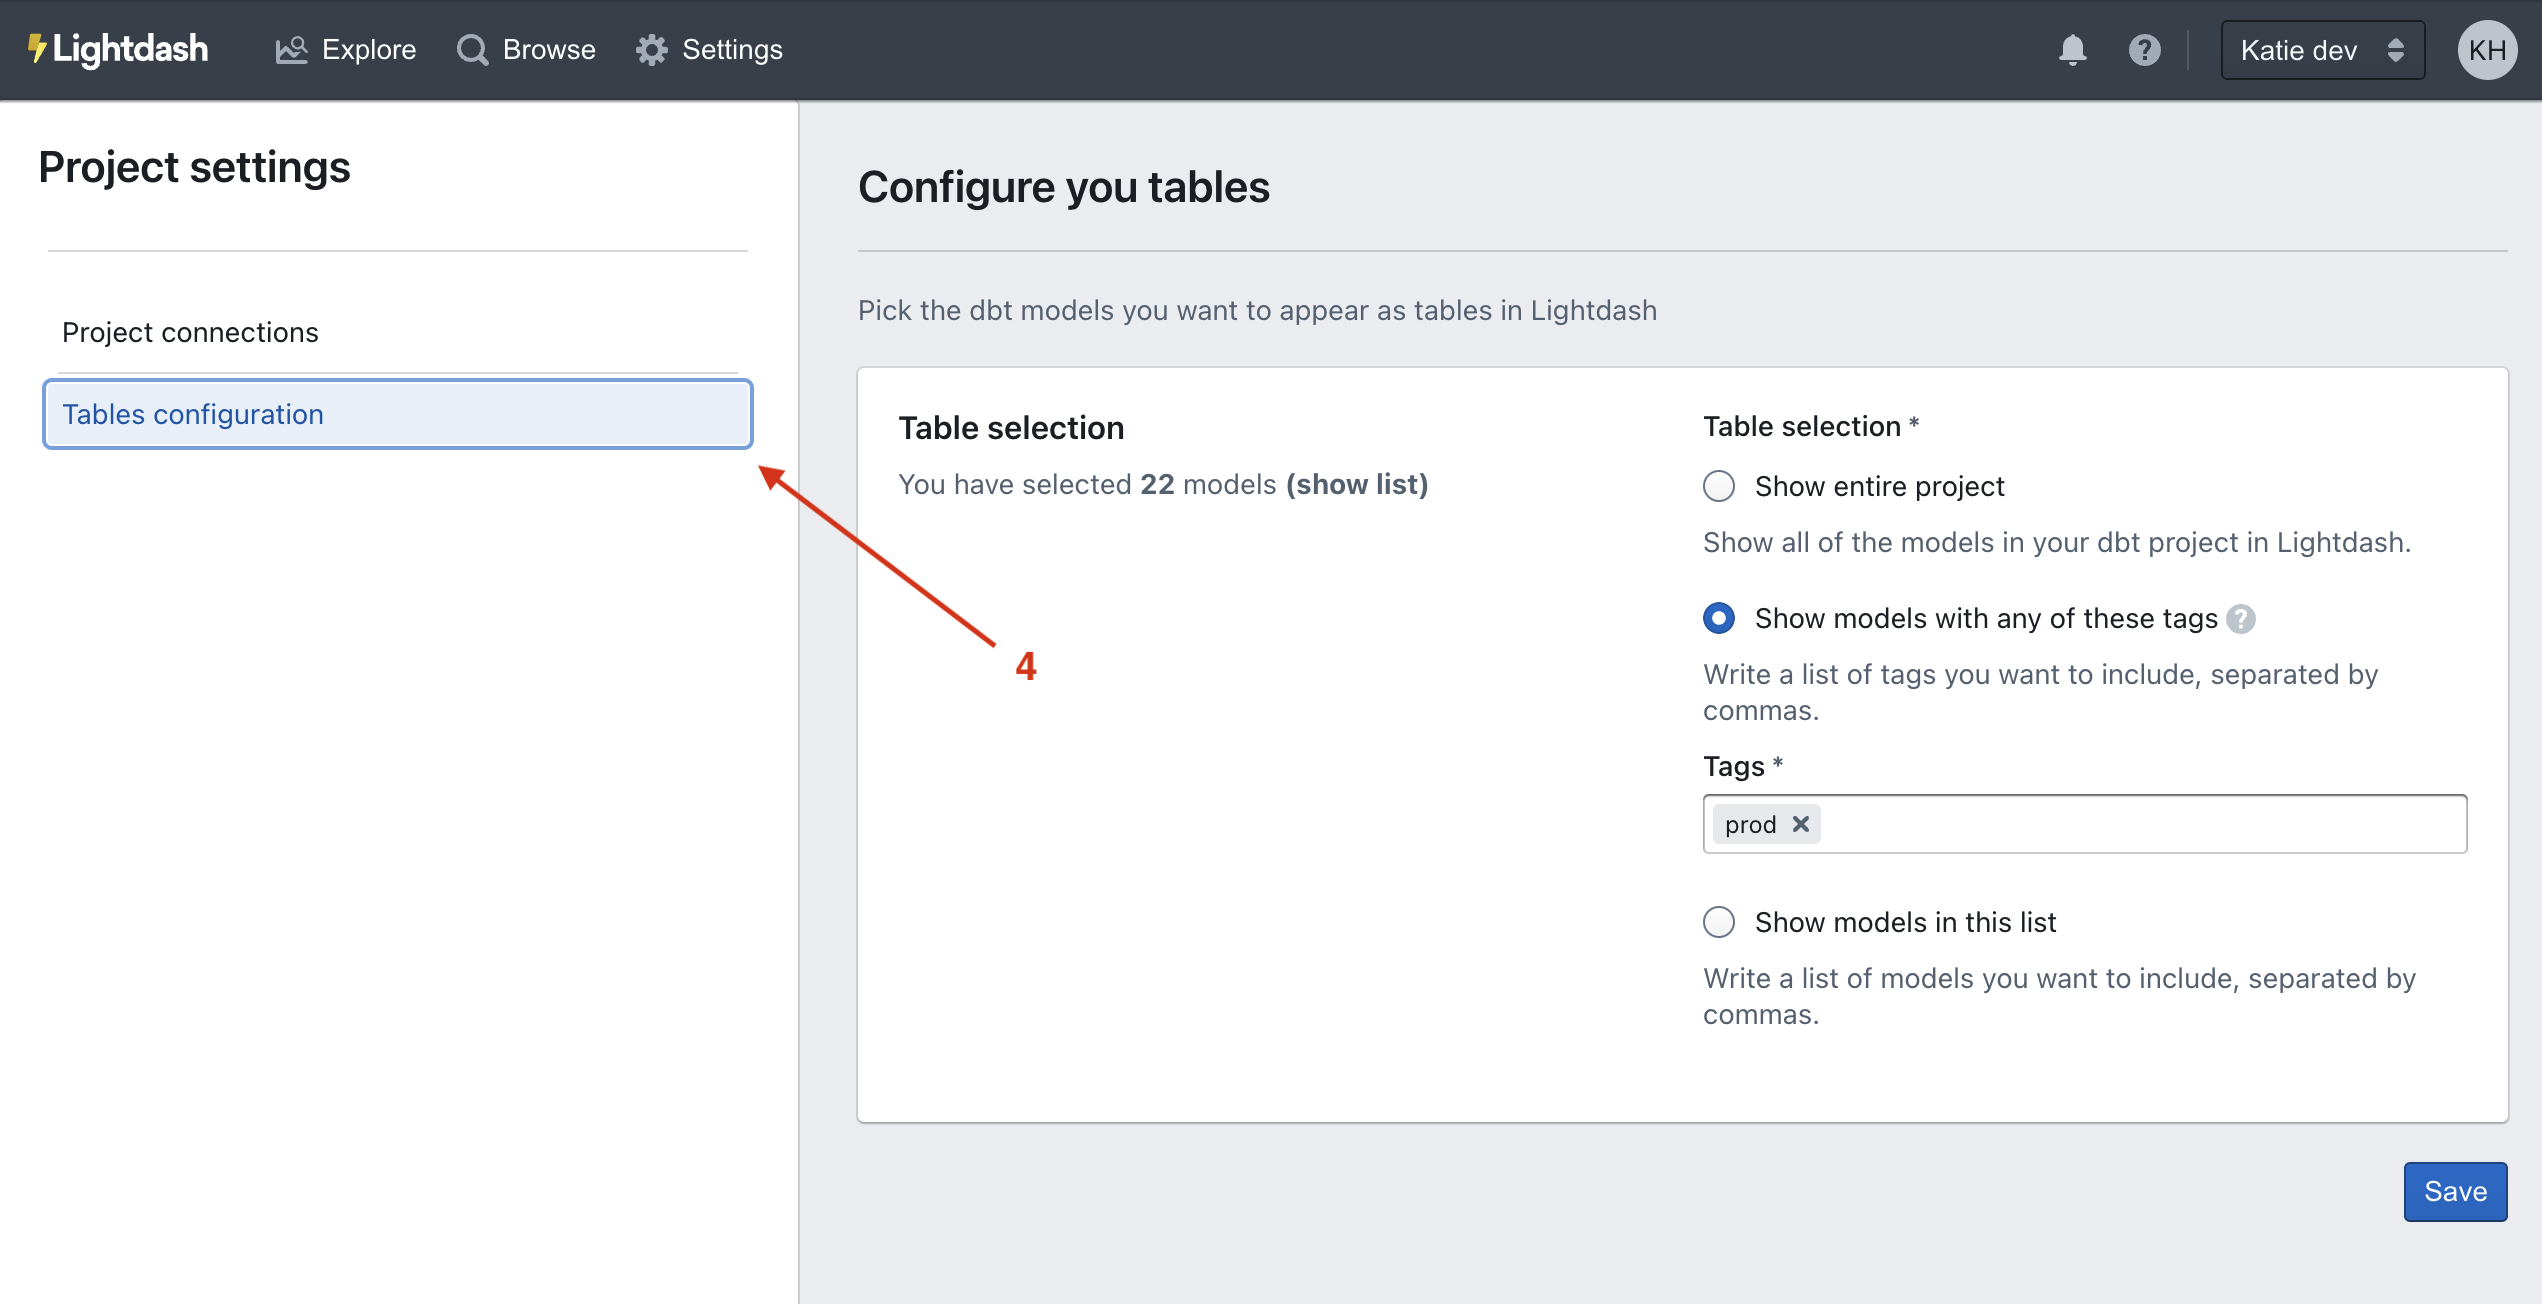 Lightdash
Explore
Browse
Settings
Katie dev
KH
Project settings
Project connections
Tables configuration
4
Configure you tables
Pick the dbt models you want to appear as tables in Lightdash
Table selection
You have selected 22 models (show list)
Table selection *
Show entire project
Show all of the models in your dbt project in Lightdash.
Show models with any of these tags
Write a list of tags you want to include, separated by
commas.
Tags *
prod
Show models in this list
Write a list of models you want to include, separated by
commas.
Save